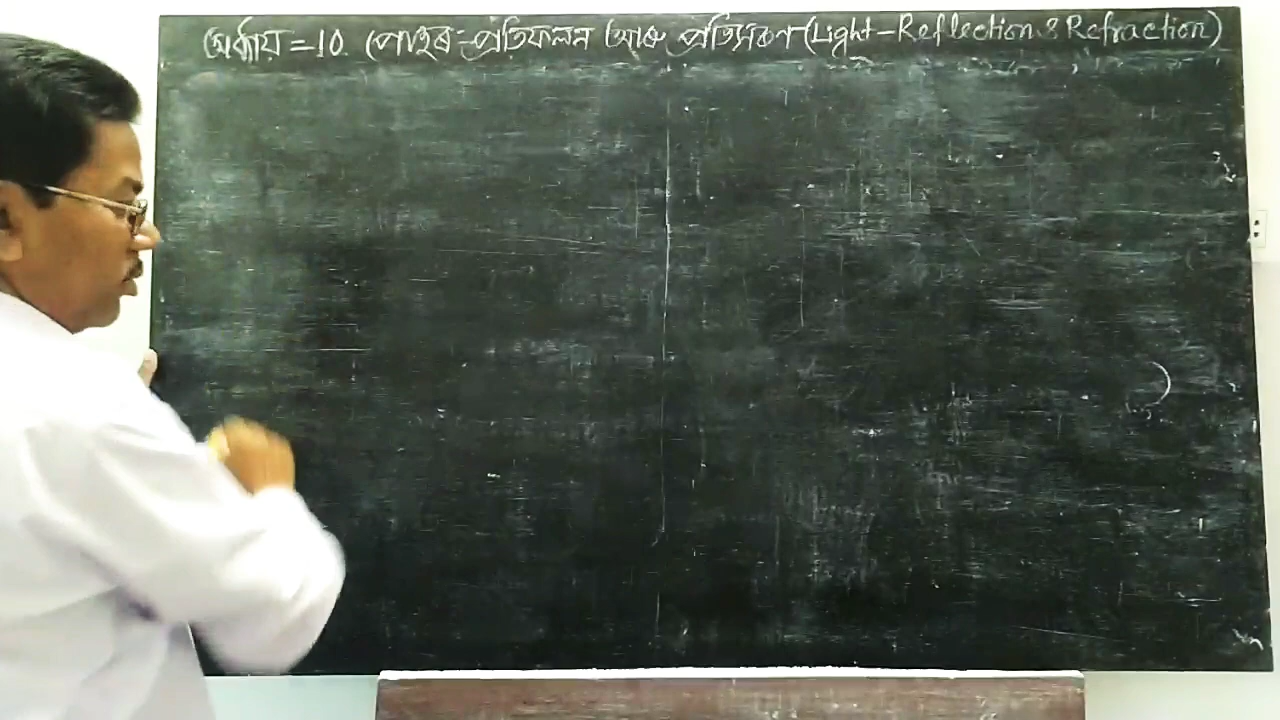 অধ্যায় = 10. পোহৰ : প্ৰতিফলন আৰু প্ৰতিসৰণ (Light - Reflection & Refraction)